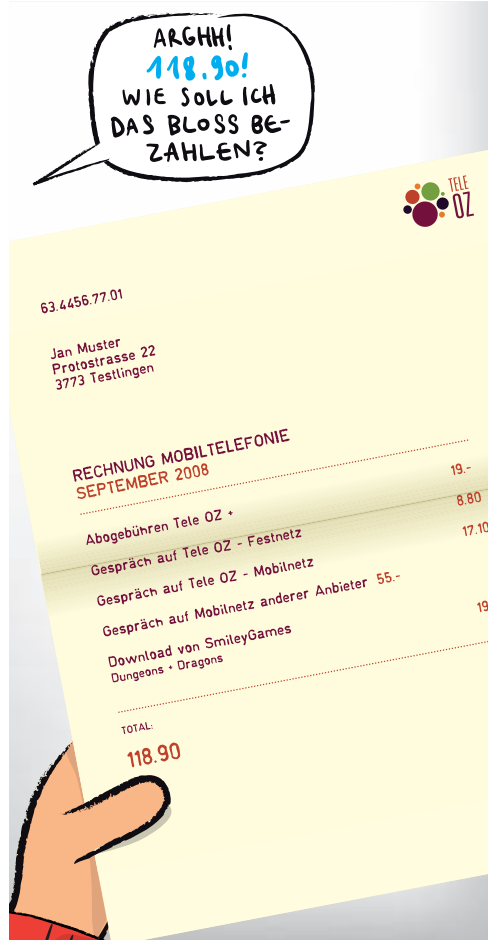 ARGHH!
118.90!
WIE SOLL ICH
DAS BLOSS BE-
ZAHLEN?
TELE
OZ
63.4456.77.01
Jan Muster
Protostrasse 22
3773 Testlingen
RECHNUNG MOBILTELEFONIE
SEPTEMBER 2008
Abogebühren Tele OZ + 19.-
Gespräch auf Tele OZ - Festnetz 8.80
Gespräch auf Tele OZ - Mobilnetz 17.10
Gespräch auf Mobilnetz anderer Anbieter 55.-
Download von SmileyGames 19
Dungeons + Dragons
TOTAL:
118.90